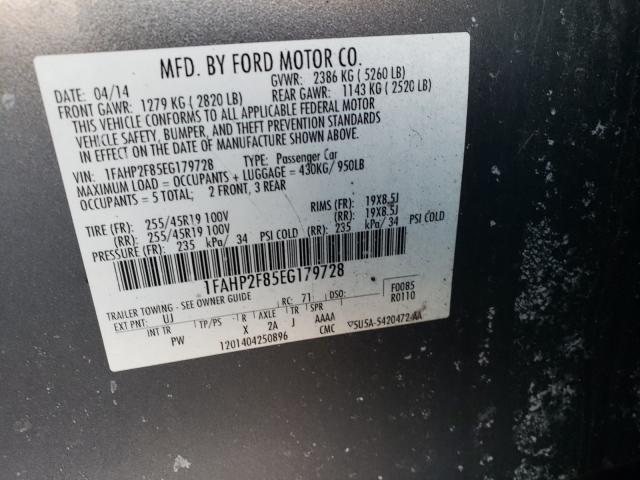 MFD. BY FORD MOTOR CO.
DATE: 04/14 GVWR: 2386 KG ( 5260 LB)
FRONT GAWR: 1279 KG ( 2820 LB) REAR GAWR: 1143 KG ( 2520 LB)
THIS VEHICLE CONFORMS TO ALL APPLICABLE FEDERAL MOTOR
VEHICLE SAFETY, BUMPER, AND THEFT PREVENTION STANDARDS
IN EFFECT ON THE DATE OF MANUFACTURE SHOWN ABOVE.
VIN: 1FAHP2F85EG179728 TYPE: Passenger Car
MAXIMUM LOAD = OCCUPANTS + LUGGAGE = 430KG/ 950LB
OCCUPANTS = 5 TOTAL; 2 FRONT, 3 REAR
TIRE (FR): 255/45R19 100V RIMS (FR): 19X8.5J
(RR): 255/45R19 100V (RR): 19X8.5J
PRESSURE (FR): 235 kPa/ 34 PSI COLD (RR): 235 kPa/ 34 PSI COLD
1FAHP2F85EG179728
TRAILER TOWING - SEE OWNER GUIDE
EXT PNT: UJ RC: 71 DSO: F0085
R0110
INT TR TP/PS R AXLE TR SPR
PW X 2A J AAAA
1201404250896 CMC 5U5A-5420472-AA